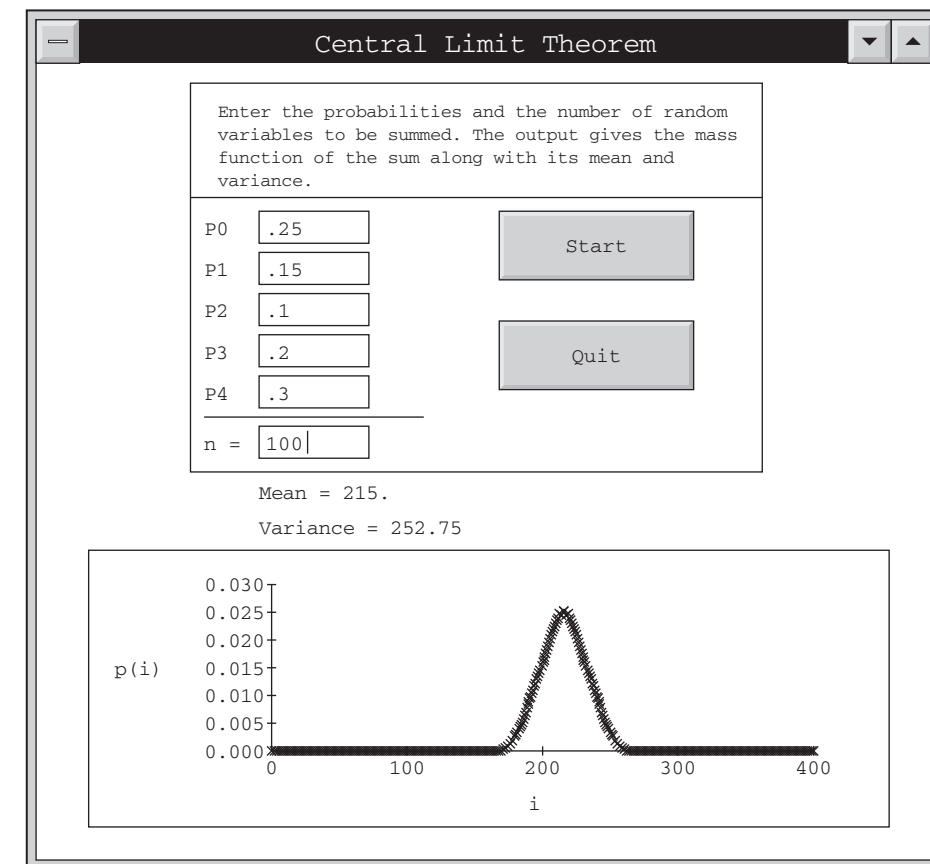 Central Limit Theorem
Enter the probabilities and the number of random
variables to be summed. The output gives the mass
function of the sum along with its mean and
variance.
P0 .25
Start
P1 .15
P2 .1
P3 .2
Quit
P4 .3
n = 100
Mean = 215.
Variance = 252.75
0.030
0.025
0.020
p(i) 0.015
0.010
0.005
0.000
0 100 200 300 400
i